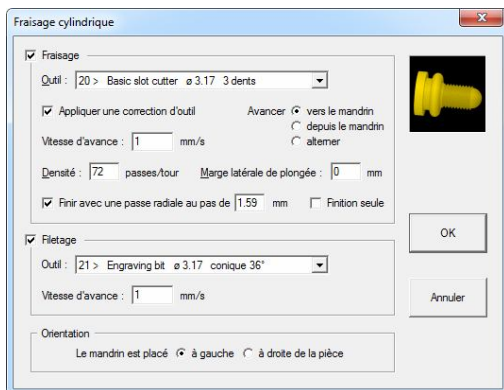 Fraisage cylindrique
Fraisage
Outil : 20 > Basic slot cutter ø 3.17 3 dents
Appliquer une correction d'outil
Avancer vers le mandrin
depuis le mandrin
alterner
Vitesse d'avance : 1 mm/s
Densité : 72 passes/tour Marge latérale de plongée : 0 mm
Finir avec une passe radiale au pas de 1.59 mm Finition seule
Filetage
Outil : 21 > Engraving bit ø 3.17 conique 36°
Vitesse d'avance : 1 mm/s
Orientation
Le mandrin est placé à gauche à droite de la pièce
OK
Annuler